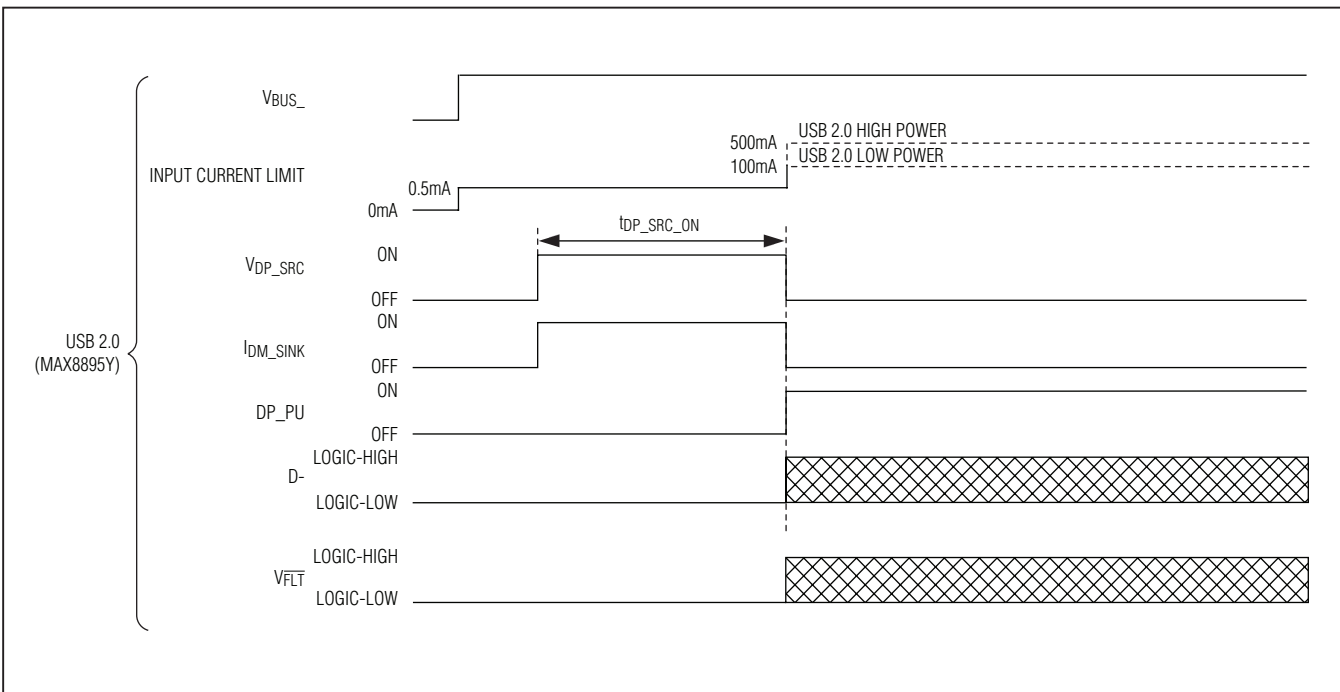 VBUS_
500mA USB 2.0 HIGH POWER
100mA USB 2.0 LOW POWER
INPUT CURRENT LIMIT
0.5mA
0mA
tDP_SRC_ON
ON
VDP_SRC
OFF
ON
USB 2.0
(MAX8895Y)
IDM_SINK
OFF
ON
DP_PU
OFF
LOGIC-HIGH
D-
LOGIC-LOW
LOGIC-HIGH
VFLT
LOGIC-LOW